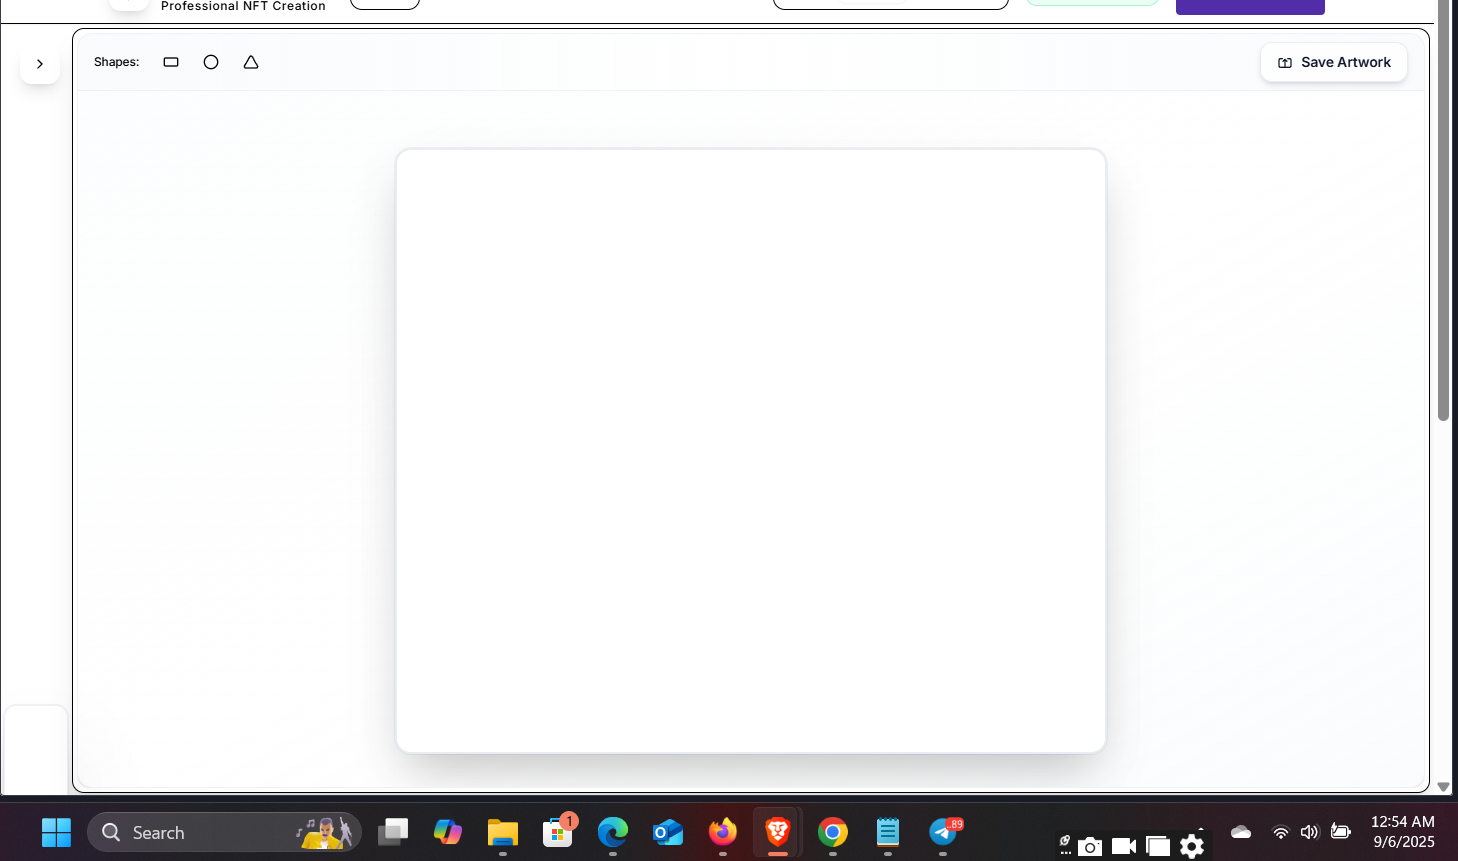 Professional NFT Creation
Shapes:
Save Artwork
Search
1
..89
12:54 AM
9/6/2025